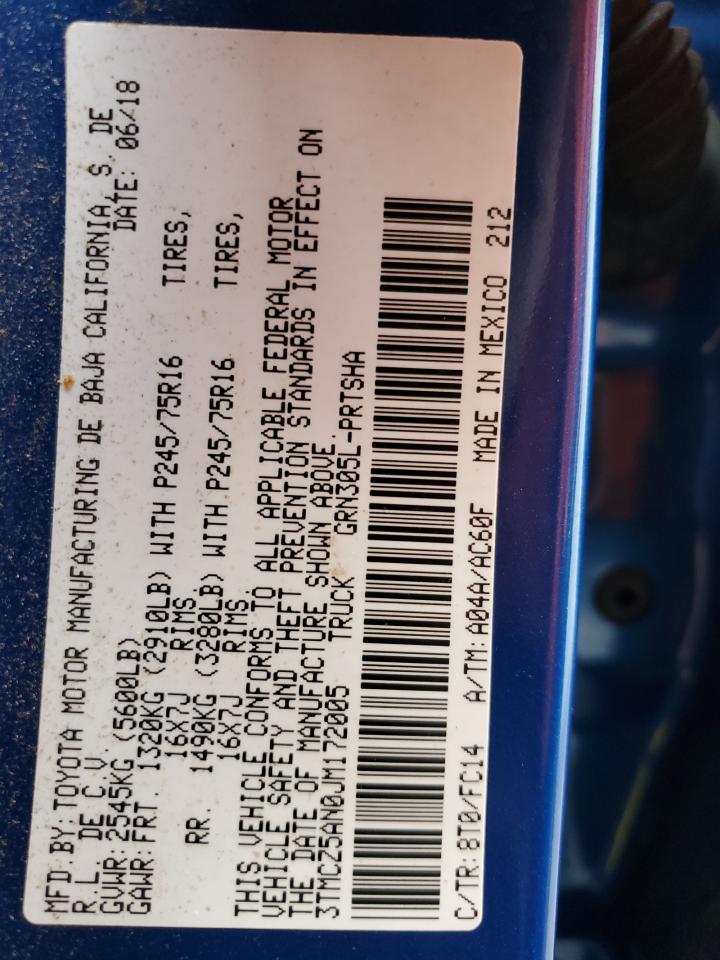 MFD.BY:TOYOTA MOTOR MANUFACTURING DE BAJA CALIFORNIA, S. DE
R.L. DE C.V. DATE: 06/18
GVWR:2545KG (5600LB)
GAWR:FRT. 1320KG (2910LB) WITH P245/75R16 TIRES,
16X7J RIMS.
RR. 1490KG (3280LB) WITH P245/75R16 TIRES,
16X7J RIMS.
THIS VEHICLE CONFORMS TO ALL APPLICABLE FEDERAL MOTOR
VEHICLE SAFETY AND THEFT PREVENTION STANDARDS IN EFFECT ON
THE DATE OF MANUFACTURE SHOWN ABOVE.
3TMCZ5AN0JM172005 TRUCK GRN305L-PRTSHA
C/TR:8T0/FC14 A/TM:A04A/AC60F MADE IN MEXICO 212